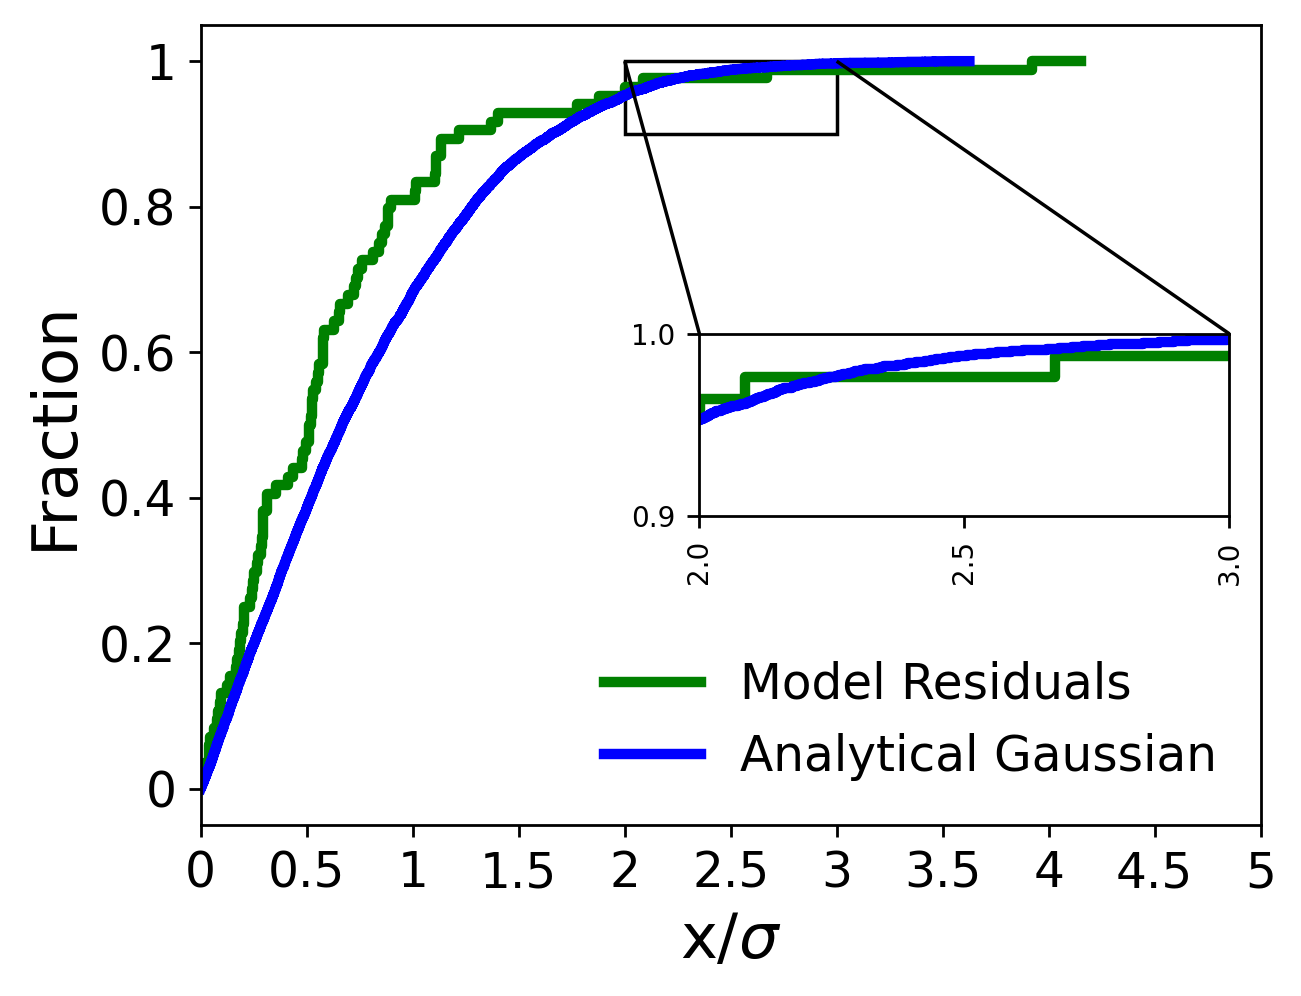 Fraction
1
0.8
0.6
0.4
0.2
0
1.0
0.9
2.0
2.5
3.0
Model Residuals
Analytical Gaussian
0 0.5 1 1.5 2 2.5 3 3.5 4 4.5 5
x/σ